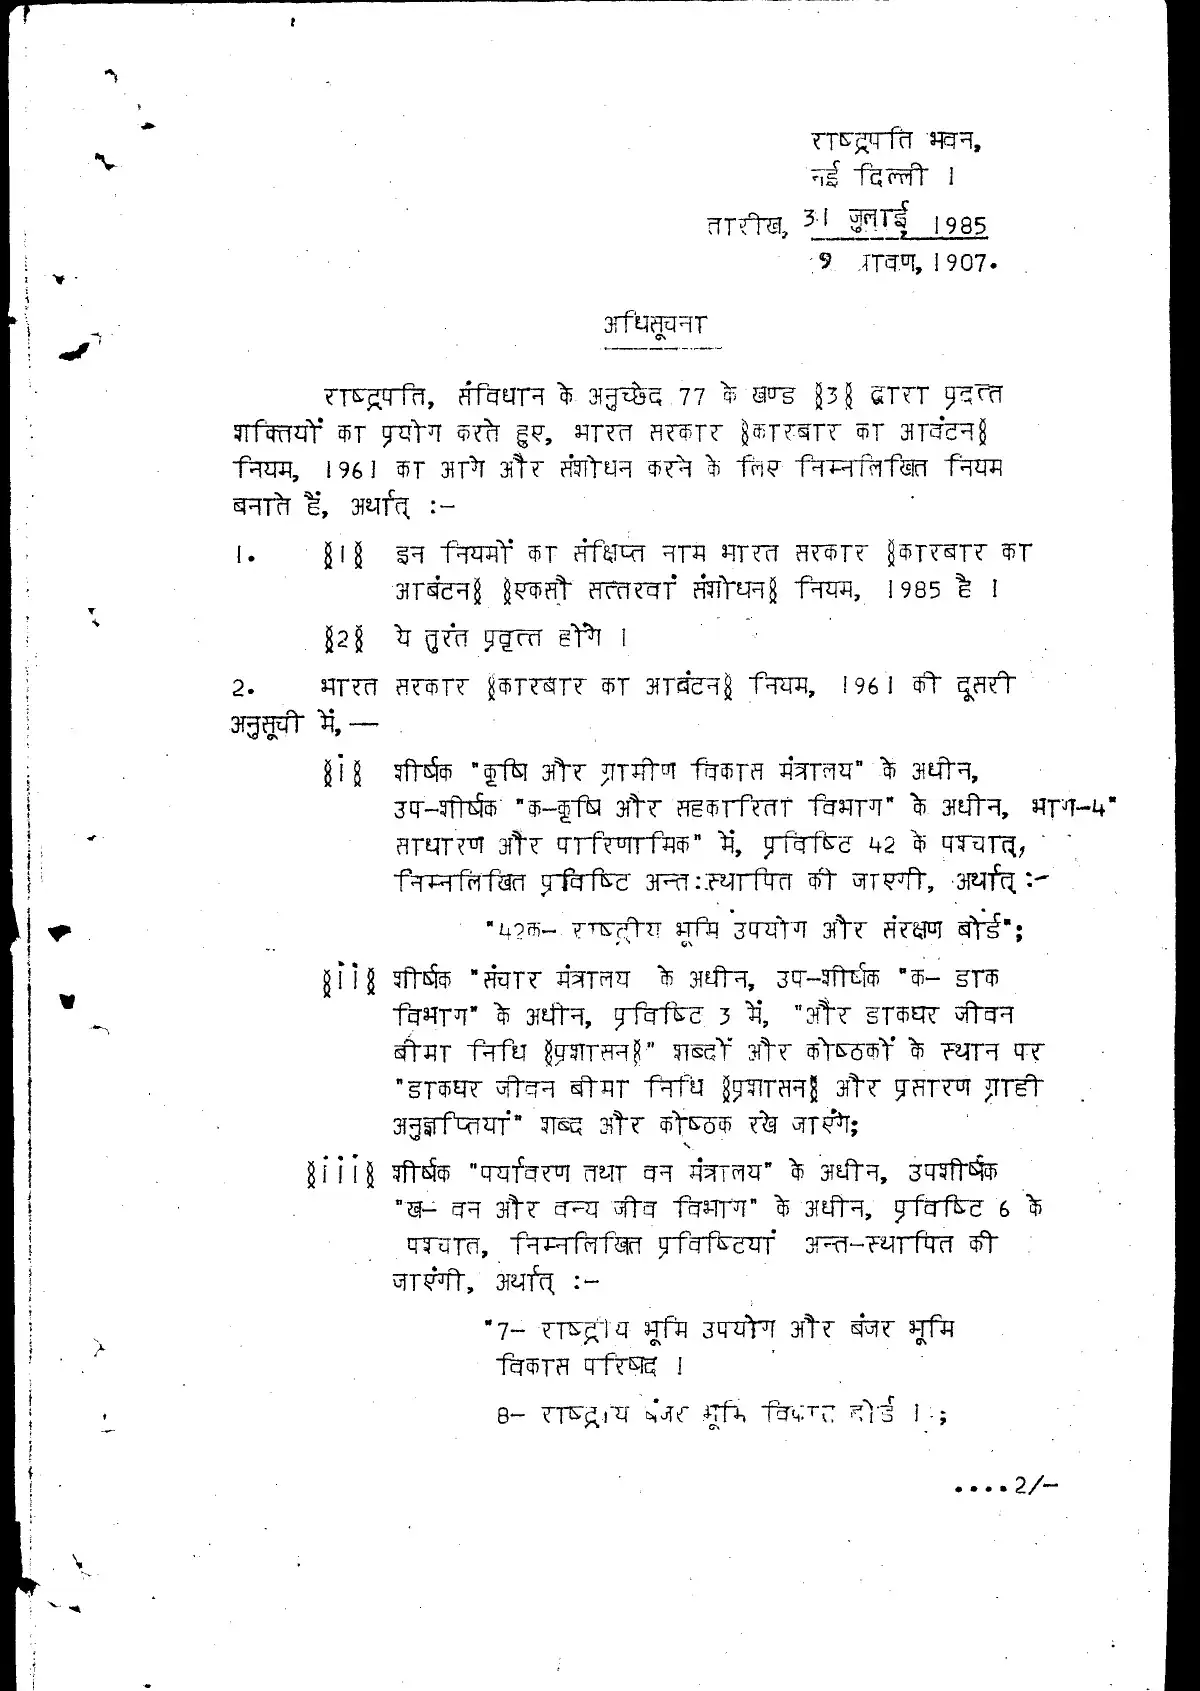 राष्ट्रपति भवन,
नई दिल्ली ।
तारीख, 31 जुलाई, 1985
9 श्रावण, 1907.
अधिसूचना
राष्ट्रपति, संविधान के अनुच्छेद 77 के खण्ड §3§ द्वारा प्रदत्त
शक्तियों का प्रयोग करते हुए, भारत सरकार §कारबार का आवंटन§
नियम, 1961 का आगे और संशोधन करने के लिए निम्नलिखित नियम
बनाते हैं, अर्थात् :-
1. §1§ इन नियमों का संक्षिप्त नाम भारत सरकार §कारबार का
आबंटन§ §एकसौ सत्तरवां संशोधन§ नियम, 1985 है ।
§2§ ये तुरंत प्रवृत्त होंगे ।
2. भारत सरकार §कारबार का आबंटन§ नियम, 1961 की दूसरी
अनुसूची में,—
§i§ शीर्षक "कृषि और ग्रामीण विकास मंत्रालय" के अधीन,
उप-शीर्षक "क-कृषि और सहकारिता विभाग" के अधीन, भाग-4"
साधारण और पारिणामिक" में, प्रविष्टि 42 के पश्चात्,
निम्नलिखित प्रविष्टि अन्त:स्थापित की जाएगी, अर्थात् :-
"42क- राष्ट्रीय भूमि उपयोग और संरक्षण बोर्ड";
§ii§ शीर्षक "संचार मंत्रालय के अधीन, उप-शीर्षक "क- डाक
विभाग" के अधीन, प्रविष्टि 3 में, "और डाकघर जीवन
बीमा निधि §प्रशासन§" शब्दों और कोष्ठकों के स्थान पर
"डाकघर जीवन बीमा निधि §प्रशासन§ और प्रसारण ग्राही
अनुज्ञप्तियां" शब्द और कोष्ठक रखे जाएंगे;
§iii§ शीर्षक "पर्यावरण तथा वन मंत्रालय" के अधीन, उपशीर्षक
"ख- वन और वन्य जीव विभाग" के अधीन, प्रविष्टि 6 के
पश्चात, निम्नलिखित प्रविष्टियां अन्त-स्थापित की
जाएंगी, अर्थात् :-
"7- राष्ट्रीय भूमि उपयोग और बंजर भूमि
विकास परिषद ।
8- राष्ट्रीय बंजर भूमि विकास बोर्ड ।";
....2/-